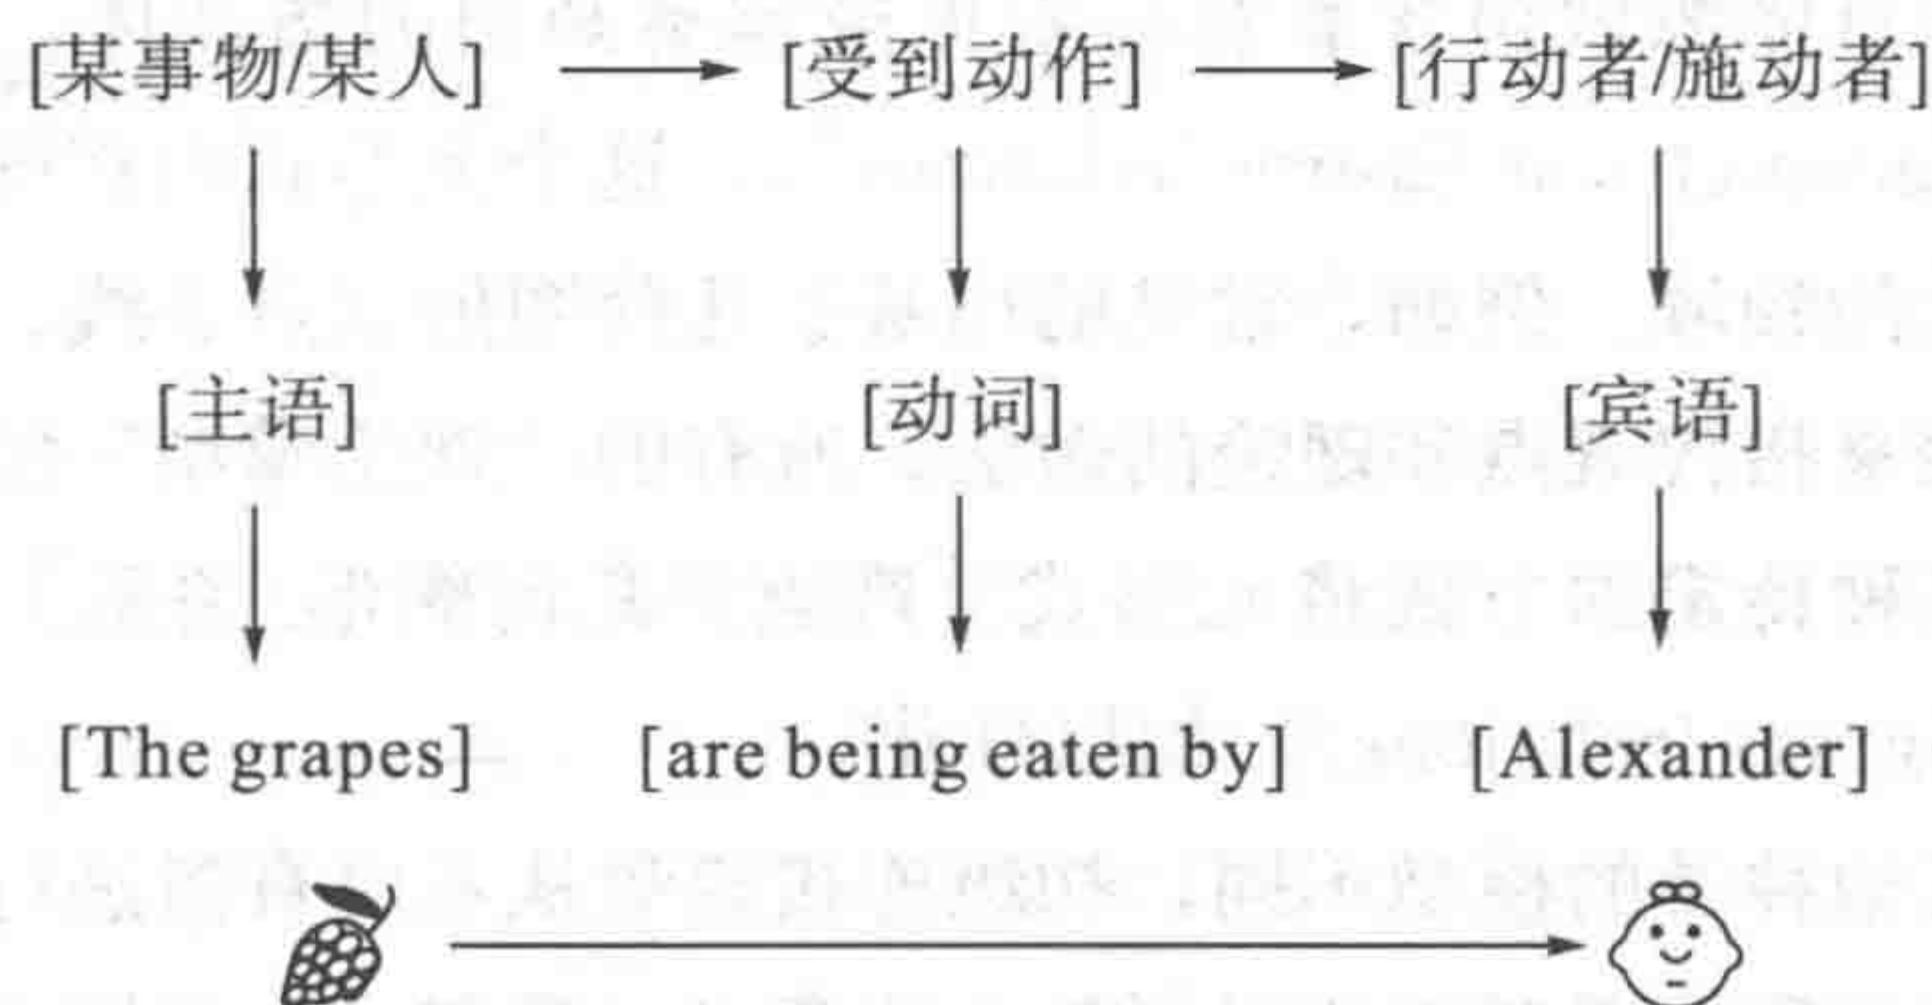 [某事物/某人] [受到动作] [行动者/施动者]
[主语] [动词] [宾语]
[The grapes] [are being eaten by] [Alexander]